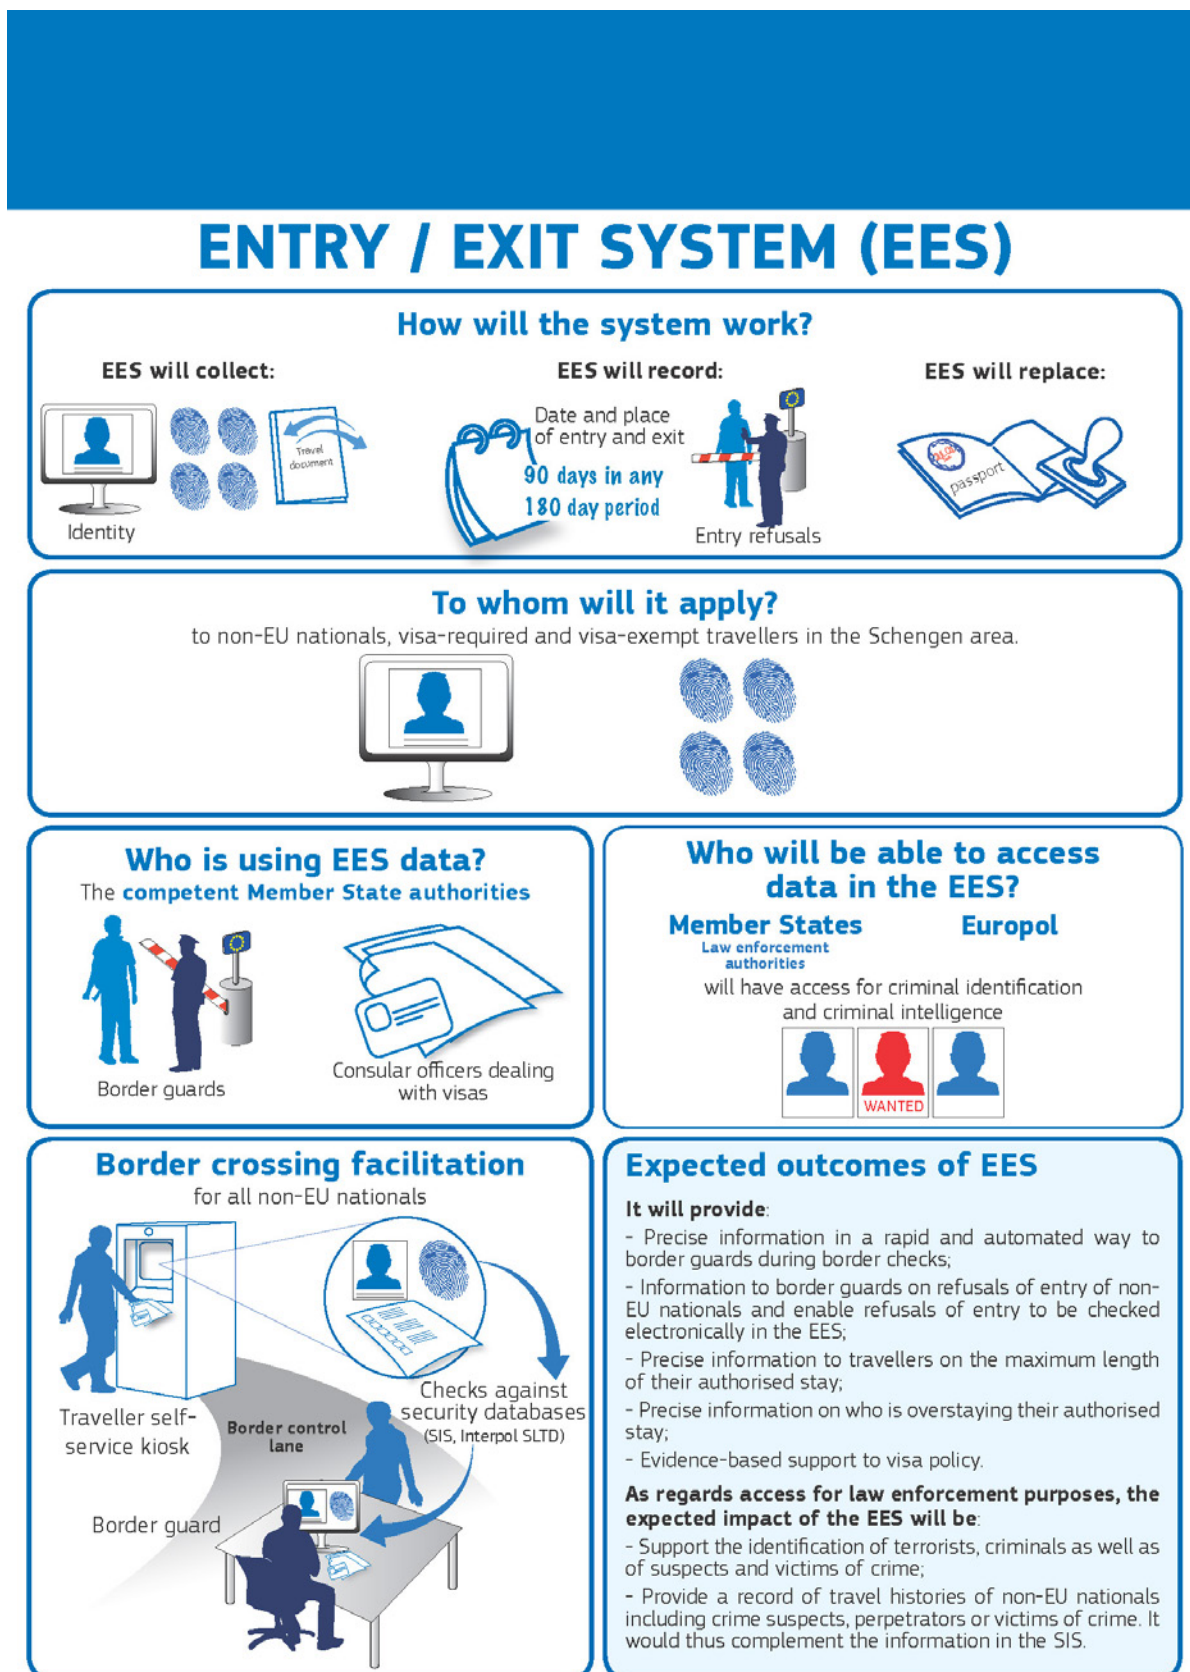 ENTRY / EXIT SYSTEM (EES)
How will the system work?
EES will collect:
Travel
document
Identity
EES will record:
Date and place
of entry and exit
90 days in any
180 day period
Entry refusals
EES will replace:
passport
To whom will it apply?
to non-EU nationals, visa-required and visa-exempt travellers in the Schengen area.
Who is using EES data?
The competent Member State authorities
Border guards
Consular officers dealing
with visas
Who will be able to access
data in the EES?
Member States
Law enforcement
authorities
Europol
will have access for criminal identification
and criminal intelligence
WANTED
Border crossing facilitation
for all non-EU nationals
Traveller self-
service kiosk
Border control
lane
Checks against
security databases
(SIS, Interpol SLTD)
Border guard
Expected outcomes of EES
It will provide:
- Precise information in a rapid and automated way to
border guards during border checks;
- Information to border guards on refusals of entry of non-
EU nationals and enable refusals of entry to be checked
electronically in the EES;
- Precise information to travellers on the maximum length
of their authorised stay;
- Precise information on who is overstaying their authorised
stay;
- Evidence-based support to visa policy.
As regards access for law enforcement purposes, the
expected impact of the EES will be:
- Support the identification of terrorists, criminals as well as
of suspects and victims of crime;
- Provide a record of travel histories of non-EU nationals
including crime suspects, perpetrators or victims of crime. It
would thus complement the information in the SIS.